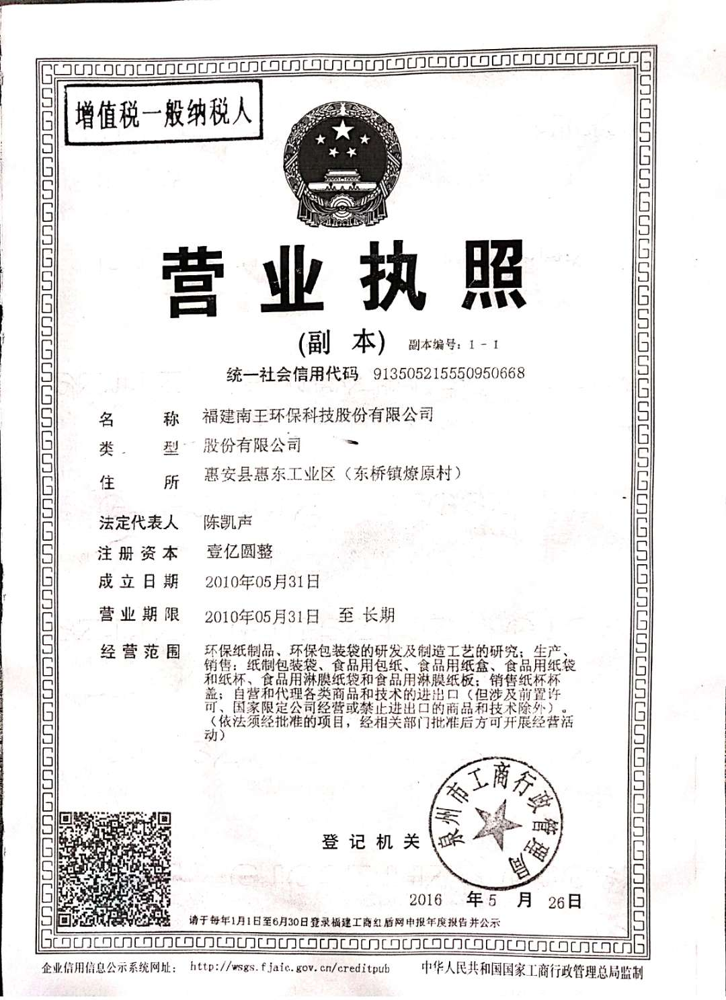 增值税一般纳税人
营业执照
(副 本) 副本编号：1 - 1
统一社会信用代码 913505215550950668
名 称 福建南王环保科技股份有限公司
类 型 股份有限公司
住 所 惠安县惠东工业区（东桥镇燎原村）
法定代表人 陈凯声
注册资本 壹亿圆整
成立日期 2010年05月31日
营业期限 2010年05月31日 至 长期
经营范围 环保纸制品、环保包装袋的研发及制造工艺的研究；生产、
销售：纸制包装袋、食品用包纸、食品用纸盒、食品用纸袋
和纸杯、食品用淋膜纸袋和食品用淋膜纸板；销售纸杯杯
盖；自营和代理各类商品和技术的进出口（但涉及前置许
可、国家限定公司经营或禁止进出口的商品和技术除外）。
（依法须经批准的项目，经相关部门批准后方可开展经营活
动）
泉州市工商行政管理局
登记机关
2016 年 5 月 26日
请于每年1月1日至6月30日登录福建工商红盾网申报年度报告并公示
企业信用信息公示系统网址： http://wsgs.fjaic.gov.cn/creditpub 中华人民共和国国家工商行政管理总局监制